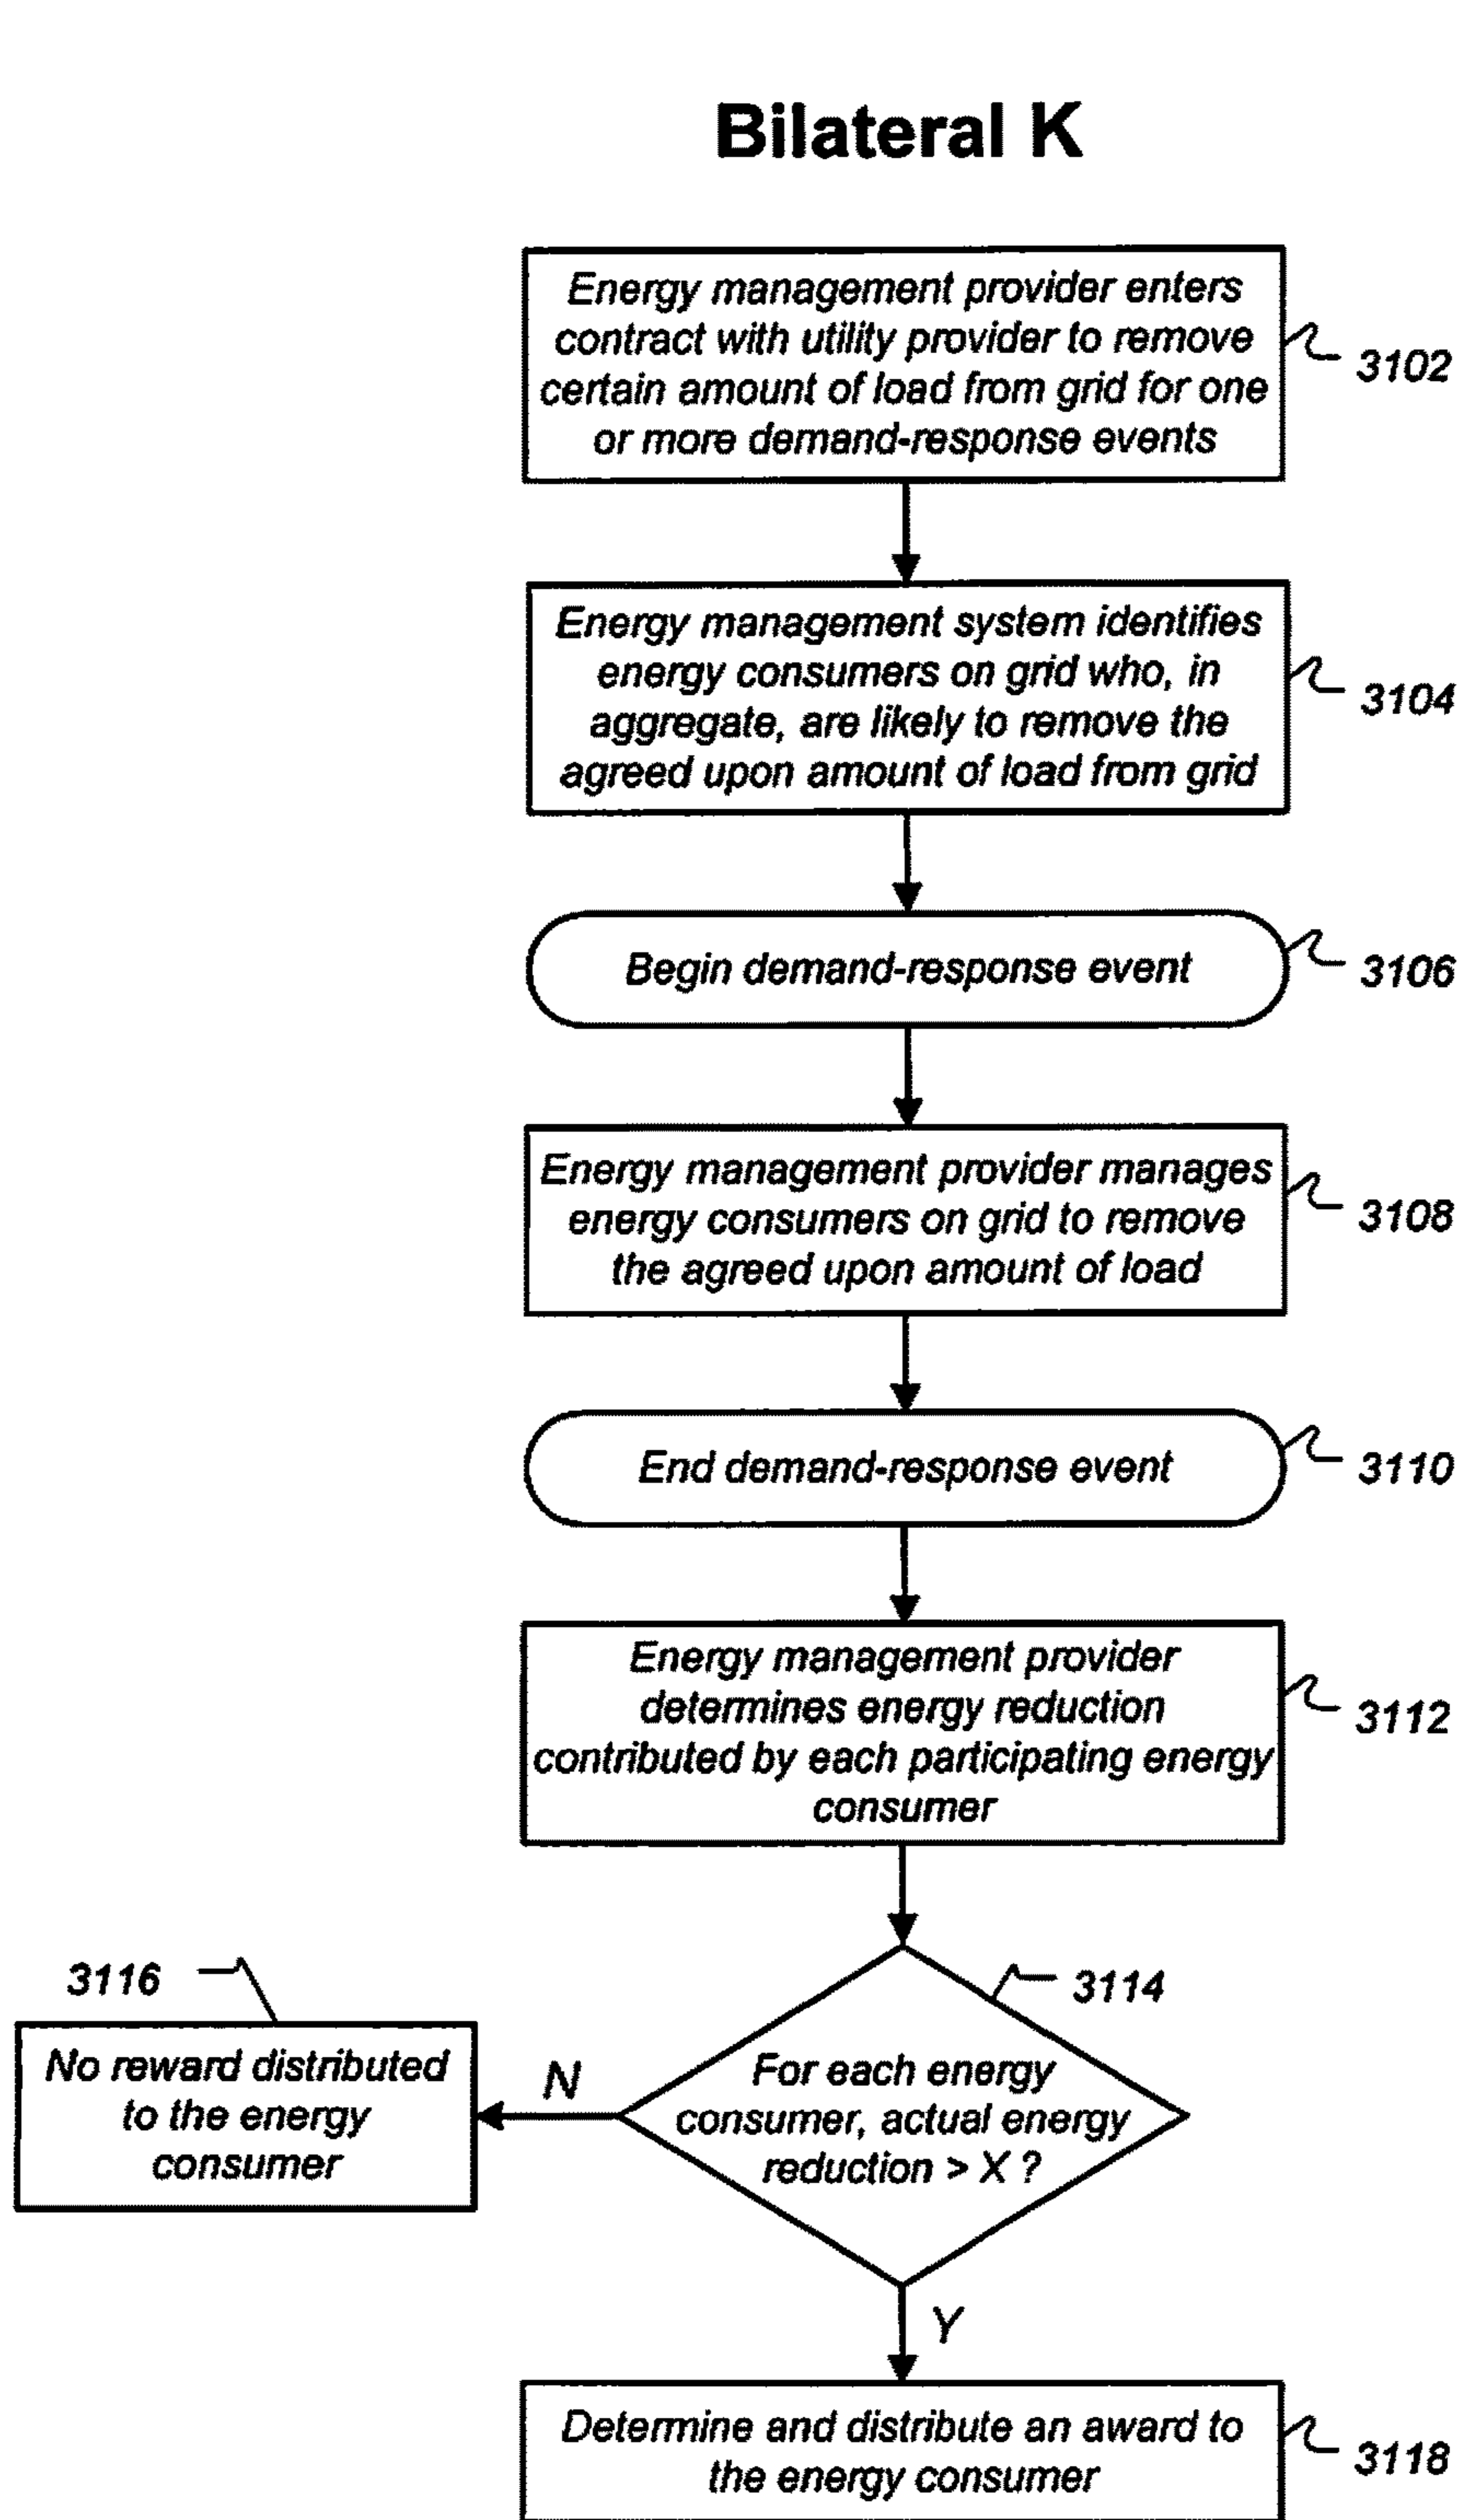 Bilateral K
Energy management provider enters
contract with utility provider to remove
certain amount of load from grid for one
or more demand-response events
3102
Energy management system identifies
energy consumers on grid who, in
aggregate, are likely to remove the
agreed upon amount of load from grid
3104
Begin demand-response event
3106
Energy management provider manages
energy consumers on grid to remove
the agreed upon amount of load
3108
End demand-response event
3110
Energy management provider
determines energy reduction
contributed by each participating energy
consumer
3112
3114
For each energy
consumer, actual energy
reduction > X ?
N
3116
No reward distributed
to the energy
consumer
Y
Determine and distribute an award to
the energy consumer
3118